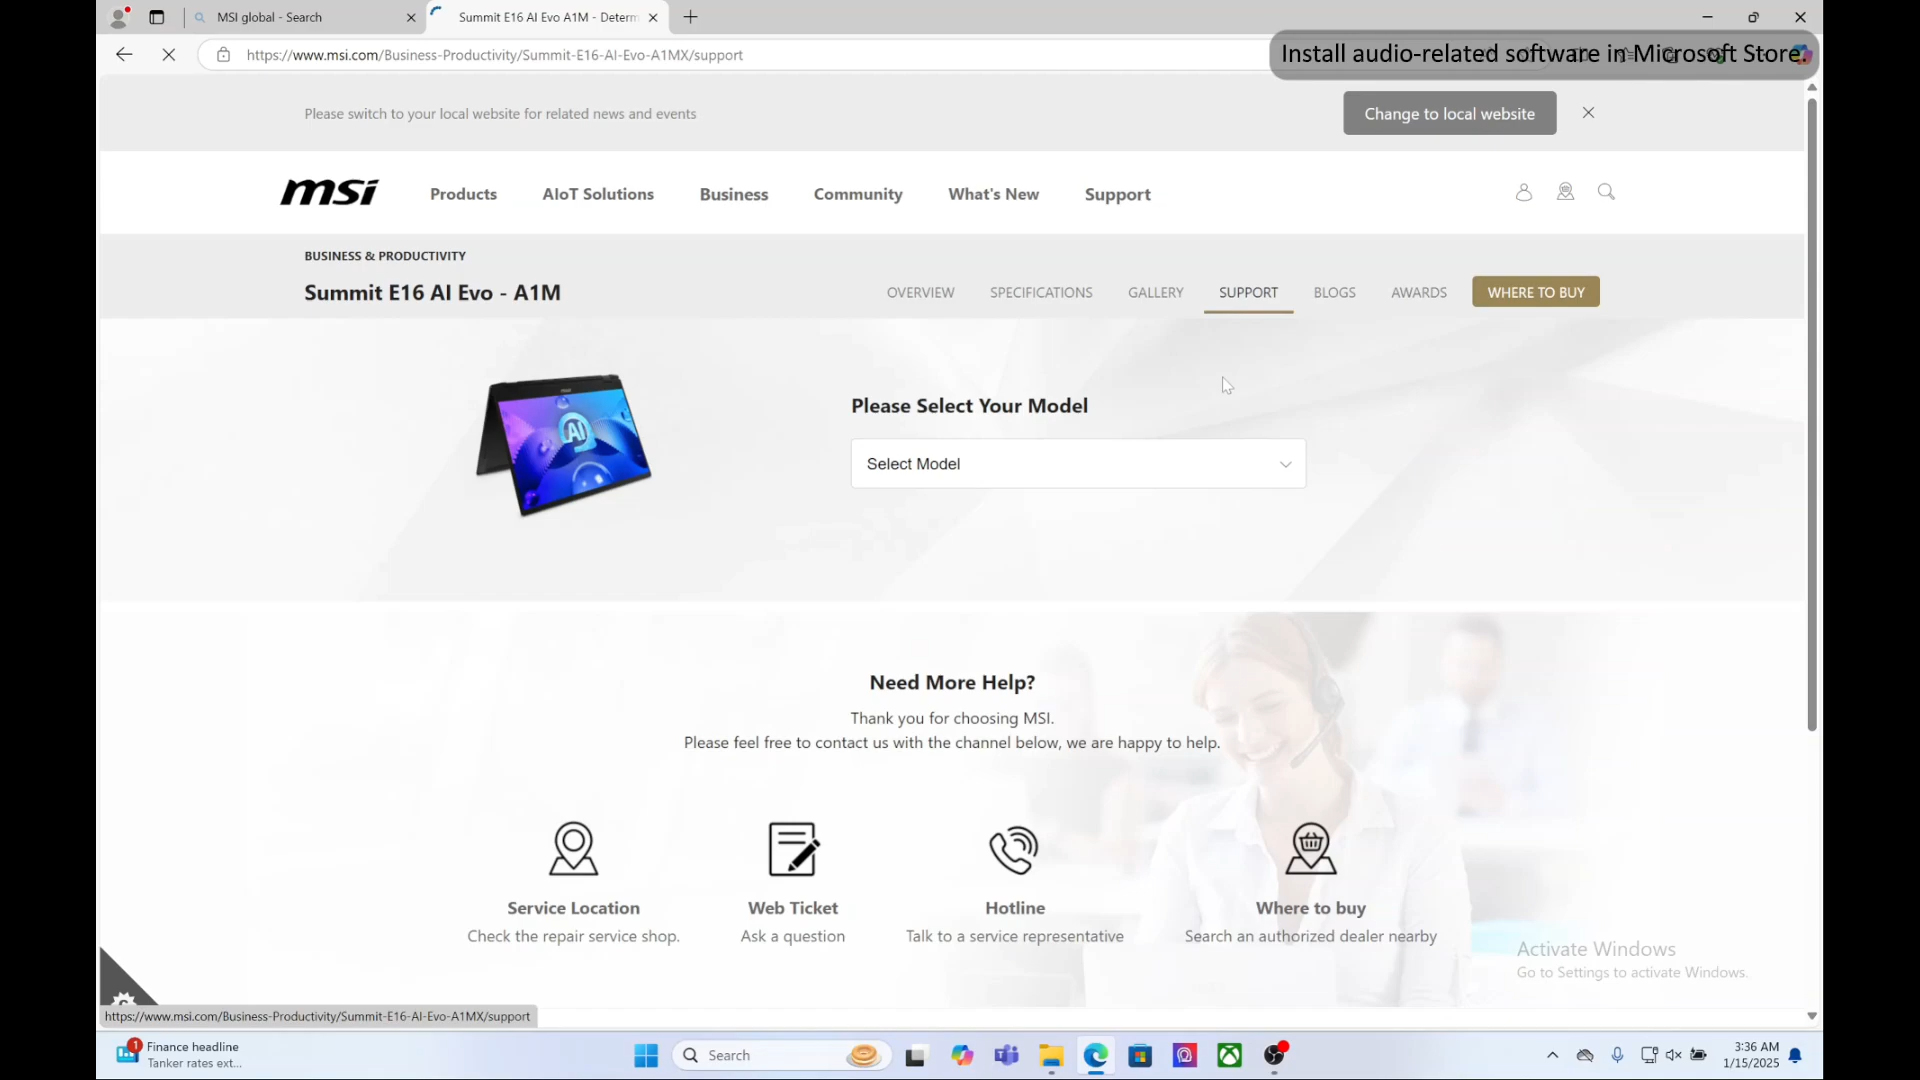 MSI global - Search
Summit E16 AI Evo A1M - Determ
https://www.msi.com/Business-Productivity/Summit-E16-AI-Evo-A1MX/support
Install audio-related software in Microsoft Store.
Please switch to your local website for related news and events
Change to local website
msi
Products
AIoT Solutions
Business
Community
What's New
Support
BUSINESS & PRODUCTIVITY
Summit E16 AI Evo - A1M
OVERVIEW
SPECIFICATIONS
GALLERY
SUPPORT
BLOGS
AWARDS
WHERE TO BUY
AI
Please Select Your Model
Select Model
Need More Help?
Thank you for choosing MSI.
Please feel free to contact us with the channel below, we are happy to help.
Service Location
Check the repair service shop.
Web Ticket
Ask a question
Hotline
Talk to a service representative
Where to buy
Search an authorized dealer nearby
Activate Windows
Go to Settings to activate Windows.
https://www.msi.com/Business-Productivity/Summit-E16-AI-Evo-A1MX/support
1
Finance headline
Tanker rates ext...
Search
3:36 AM
1/15/2025